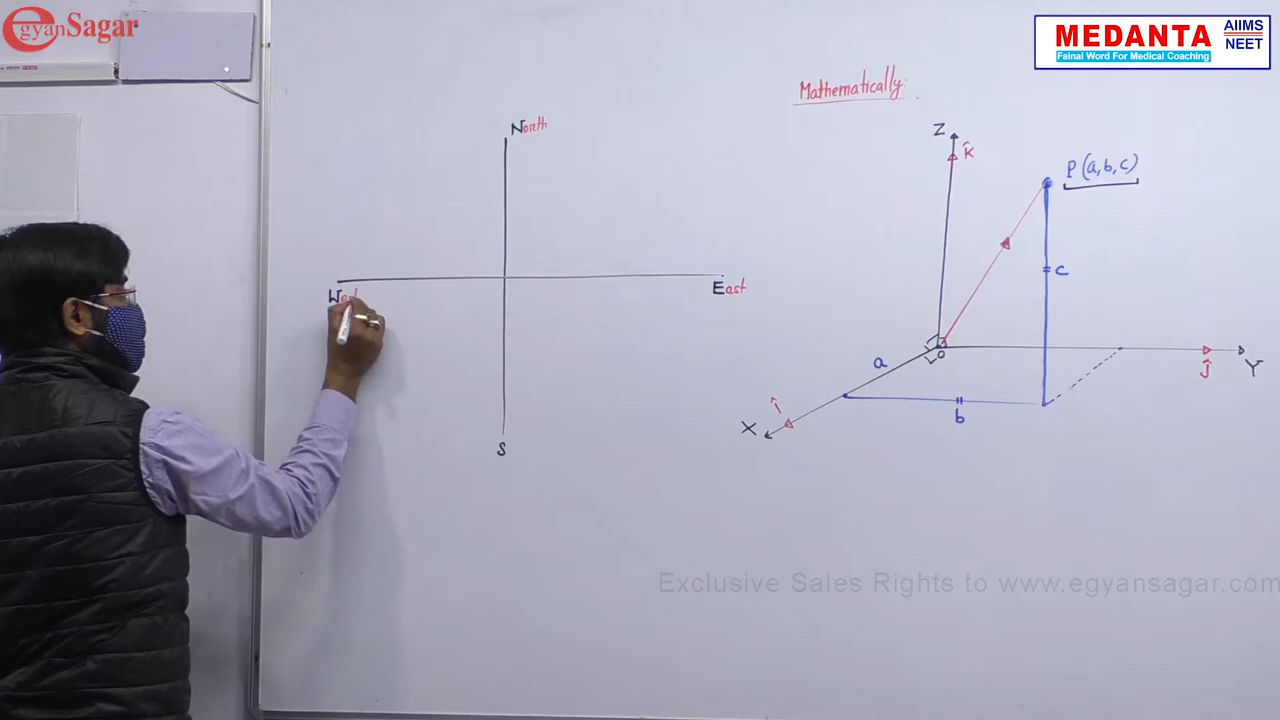 egyanSagar
MEDANTA
AIIMS
NEET
Fainal Word For Medical Coaching
Mathematically:
North
Z
K̂
P(a,b,c)
West
East
c
a
O
Ĵ
Y
î
X
b
S
Exclusive Sales Rights to www.egyansagar.com